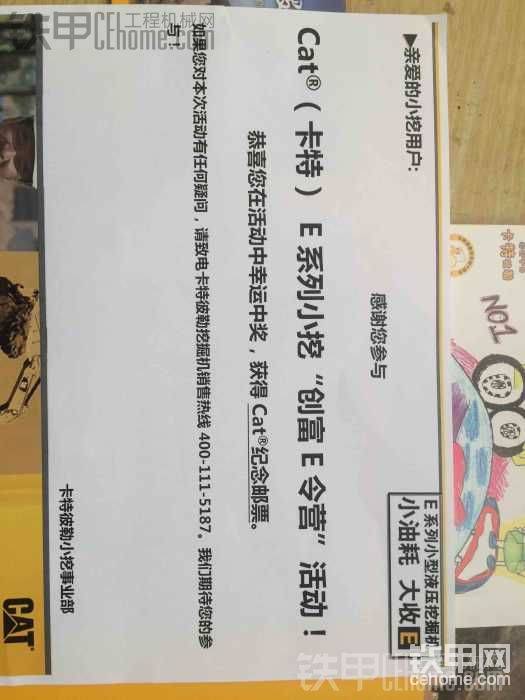 E 系列小型液压挖掘机
小油耗 大收E
▶亲爱的小挖用户:
感谢您参与
Cat®(卡特) E 系列小挖 “创富 E 令营” 活动!
恭喜您在活动中幸运中奖,获得 Cat®纪念邮票。
如果您对本次活动有任何疑问,请致电卡特彼勒挖掘机销售热线 400-111-5187。我们期待您的参
与!
卡特彼勒小挖事业部
CAT
NO1
铁甲工程机械网
CEhome.com
铁甲网
cehome.com